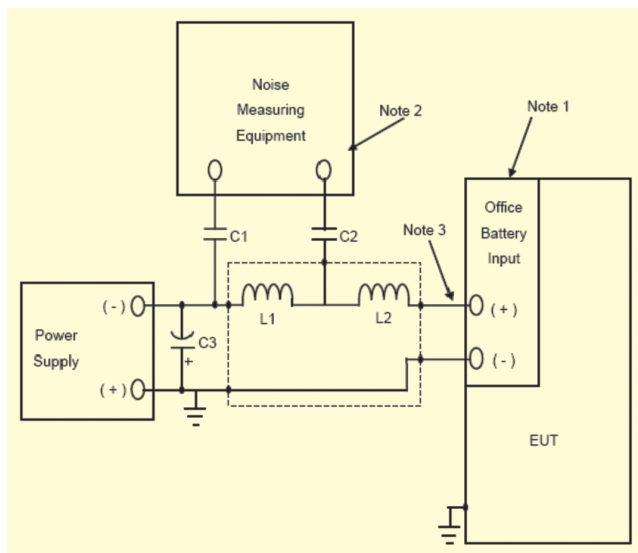 Noise
Measuring
Equipment
Note 2
Note 1
C1
C2
Note 3
Office
Battery
Input
(-)
L1
L2
(+)
Power
Supply
C3
+
(-)
(+)
EUT